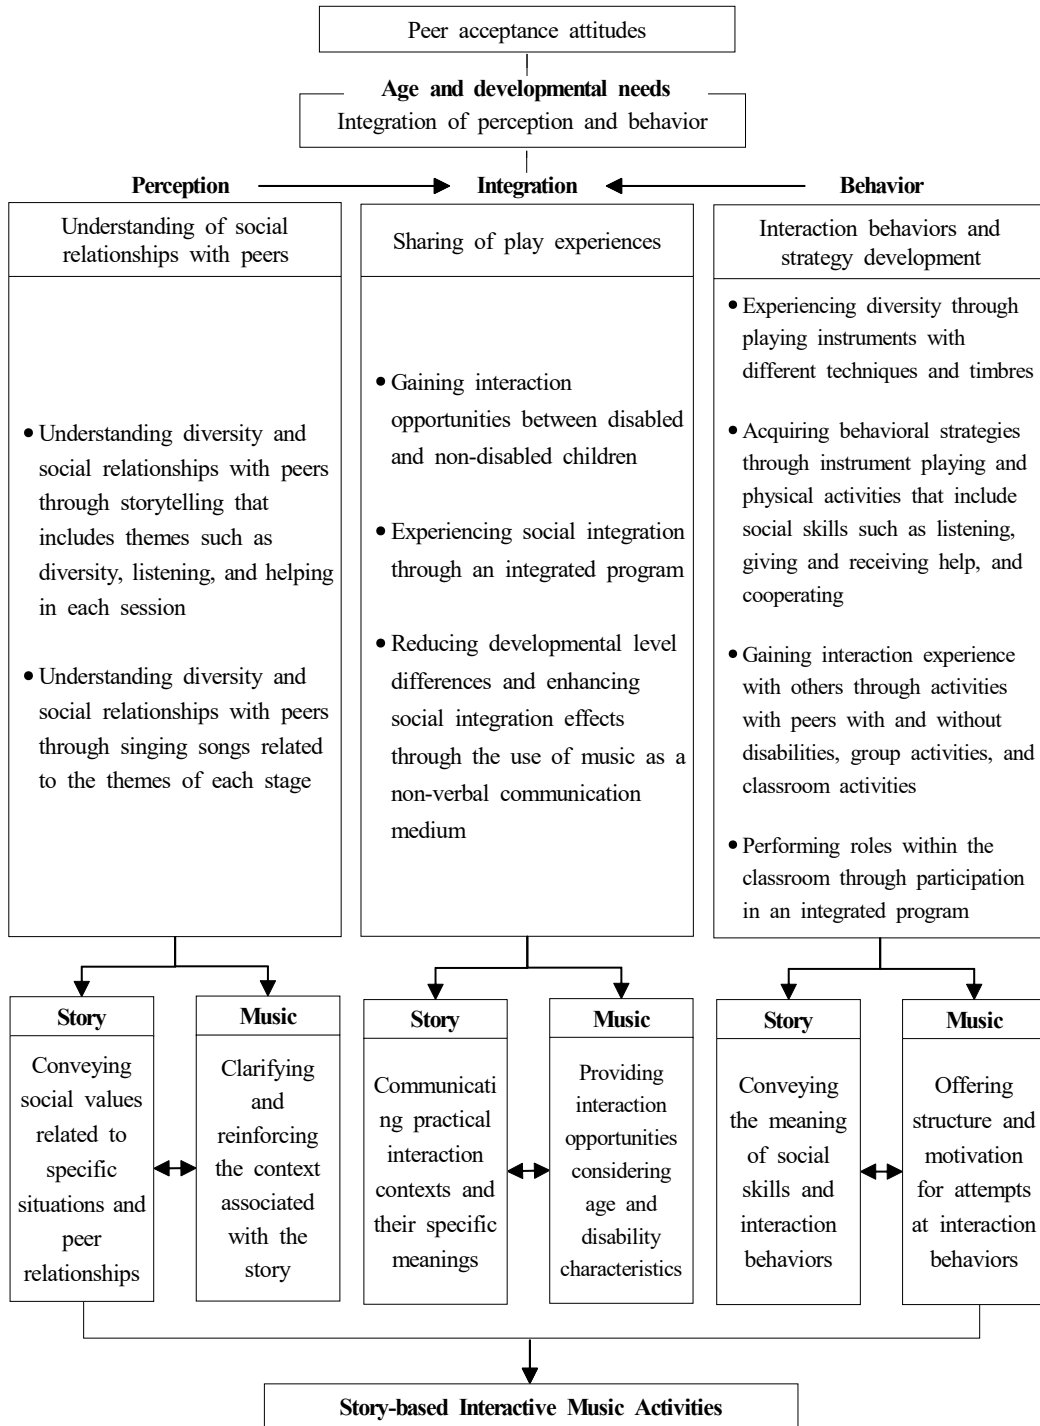 Peer acceptance attitudes
Age and developmental needs
Integration of perception and behavior
Perception
Integration
Behavior
Understanding of social
relationships with peers
Sharing of play experiences
Interaction behaviors and
strategy development
• Understanding diversity and
social relationships with peers
through storytelling that
includes themes such as
diversity, listening, and helping
in each session
• Understanding diversity and
social relationships with peers
through singing songs related
to the themes of each stage
• Gaining interaction
opportunities between disabled
and non-disabled children
• Experiencing social integration
through an integrated program
• Reducing developmental level
differences and enhancing
social integration effects
through the use of music as a
non-verbal communication
medium
• Experiencing diversity through
playing instruments with
different techniques and timbres
• Acquiring behavioral strategies
through instrument playing and
physical activities that include
social skills such as listening,
giving and receiving help, and
cooperating
• Gaining interaction experience
with others through activities
with peers with and without
disabilities, group activities, and
classroom activities
• Performing roles within the
classroom through participation
in an integrated program
Story
Conveying
social values
related to
specific
situations and
peer
relationships
Music
Clarifying
and
reinforcing
the context
associated
with the
story
Story
Communicati
ng practical
interaction
contexts and
their specific
meanings
Music
Providing
interaction
opportunities
considering
age and
disability
characteristics
Story
Conveying
the meaning
of social
skills and
interaction
behaviors
Music
Offering
structure and
motivation
for attempts
at interaction
behaviors
Story-based Interactive Music Activities